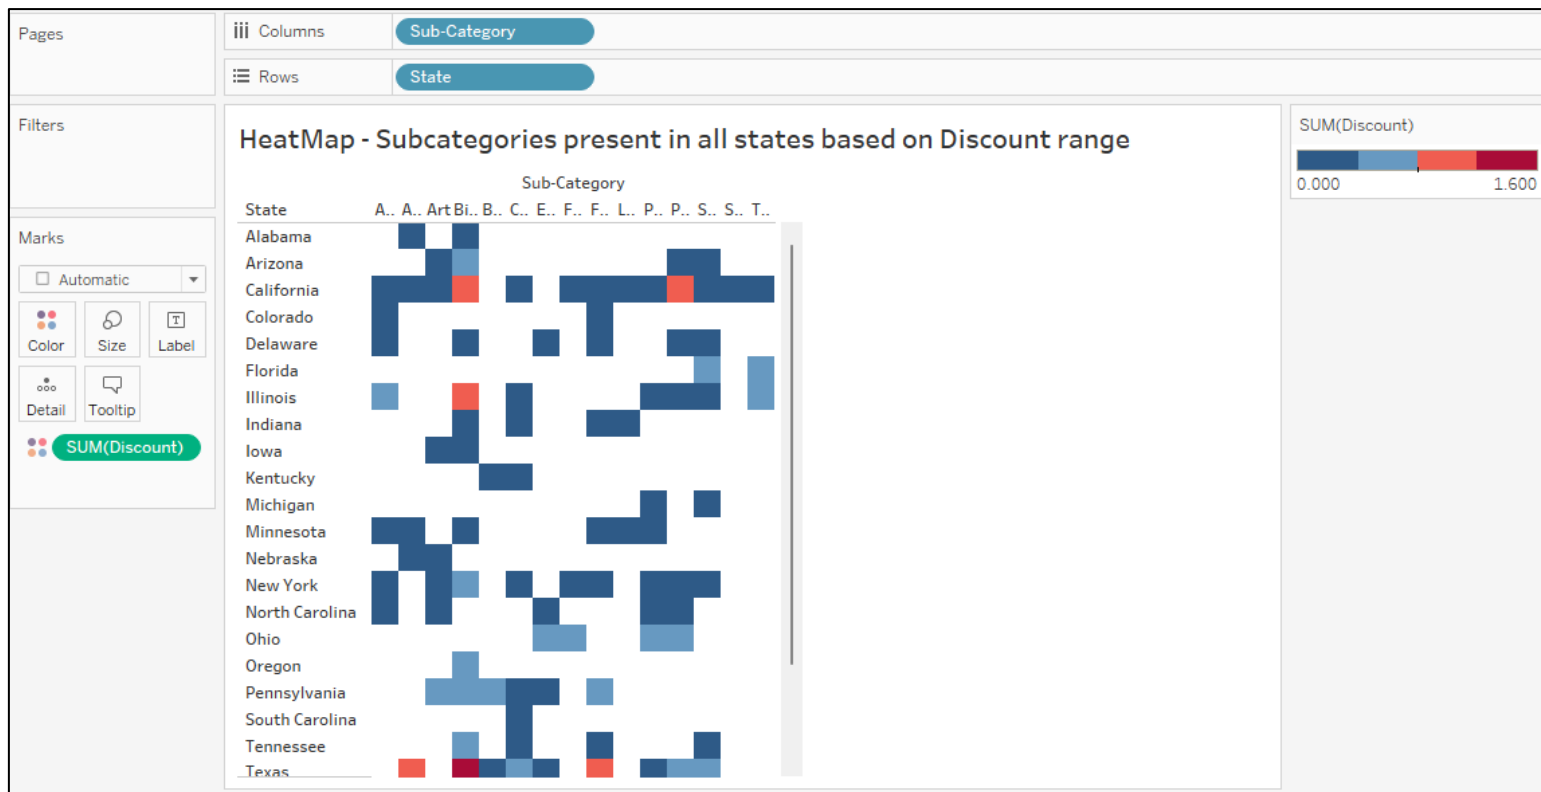 Pages
Columns
Sub-Category
Rows
State
Filters
HeatMap - Subcategories present in all states based on Discount range
SUM(Discount)
0.000 1.600
Sub-Category
State A.. A.. Art Bi.. B.. C.. E.. F.. F.. L.. P.. P.. S.. S.. T..
Marks
Automatic
Color Size Label
Detail Tooltip
SUM(Discount)
Alabama
Arizona
California
Colorado
Delaware
Florida
Illinois
Indiana
Iowa
Kentucky
Michigan
Minnesota
Nebraska
New York
North Carolina
Ohio
Oregon
Pennsylvania
South Carolina
Tennessee
Texas